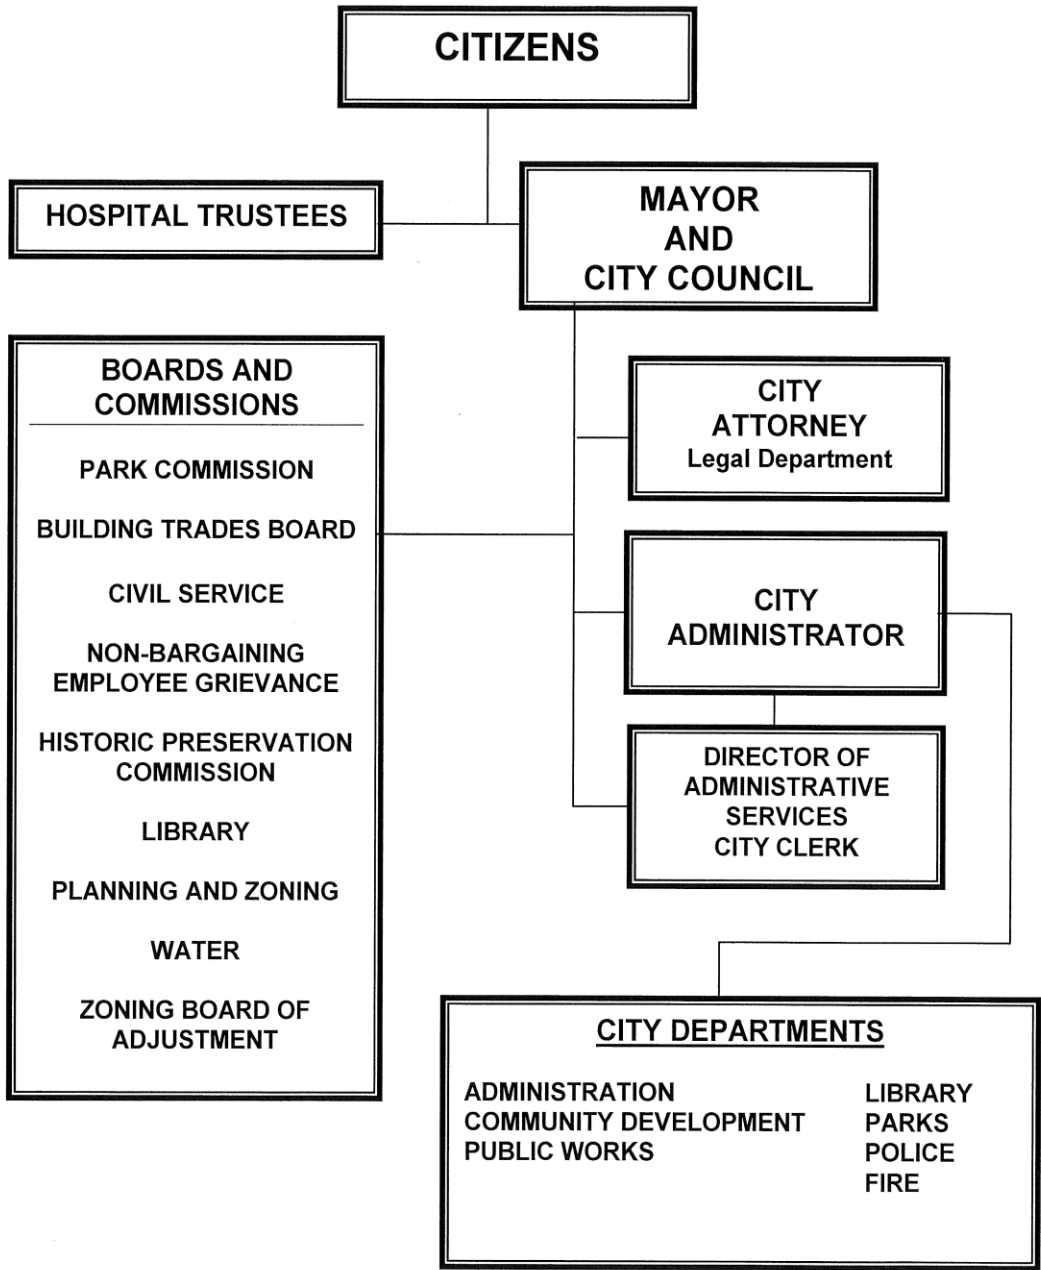 CITIZENS
HOSPITAL TRUSTEES
MAYOR
AND
CITY COUNCIL
BOARDS AND
COMMISSIONS
PARK COMMISSION
BUILDING TRADES BOARD
CIVIL SERVICE
NON-BARGAINING
EMPLOYEE GRIEVANCE
HISTORIC PRESERVATION
COMMISSION
LIBRARY
PLANNING AND ZONING
WATER
ZONING BOARD OF
ADJUSTMENT
CITY
ATTORNEY
Legal Department
CITY
ADMINISTRATOR
DIRECTOR OF
ADMINISTRATIVE
SERVICES
CITY CLERK
CITY DEPARTMENTS
ADMINISTRATION
COMMUNITY DEVELOPMENT
PUBLIC WORKS
LIBRARY
PARKS
POLICE
FIRE